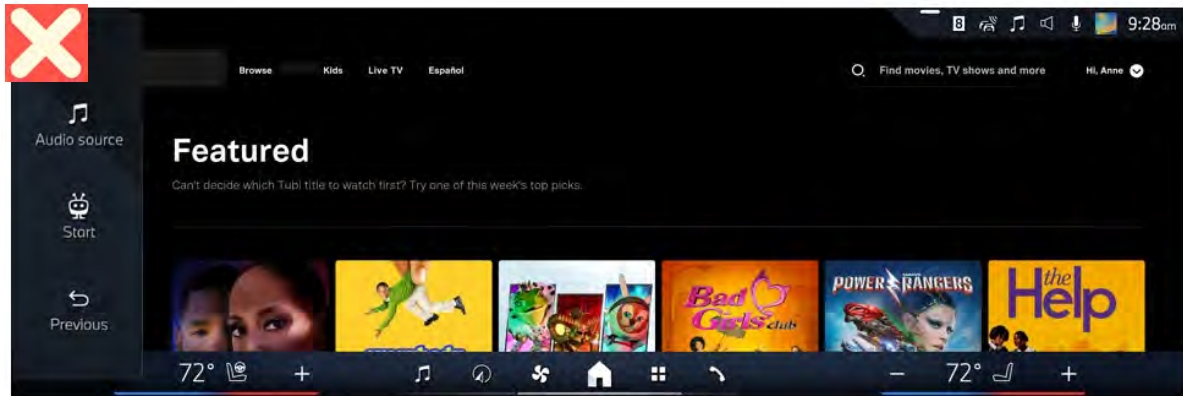 8 9:28am
Browse Kids Live TV Español Find movies, TV shows and more Hi, Anne
Audio source
Featured
Can't decide which Tubi title to watch first? Try one of this week's top picks.
Start
Previous
Bad Girls club
POWER RANGERS
the Help
72° + − 72° +